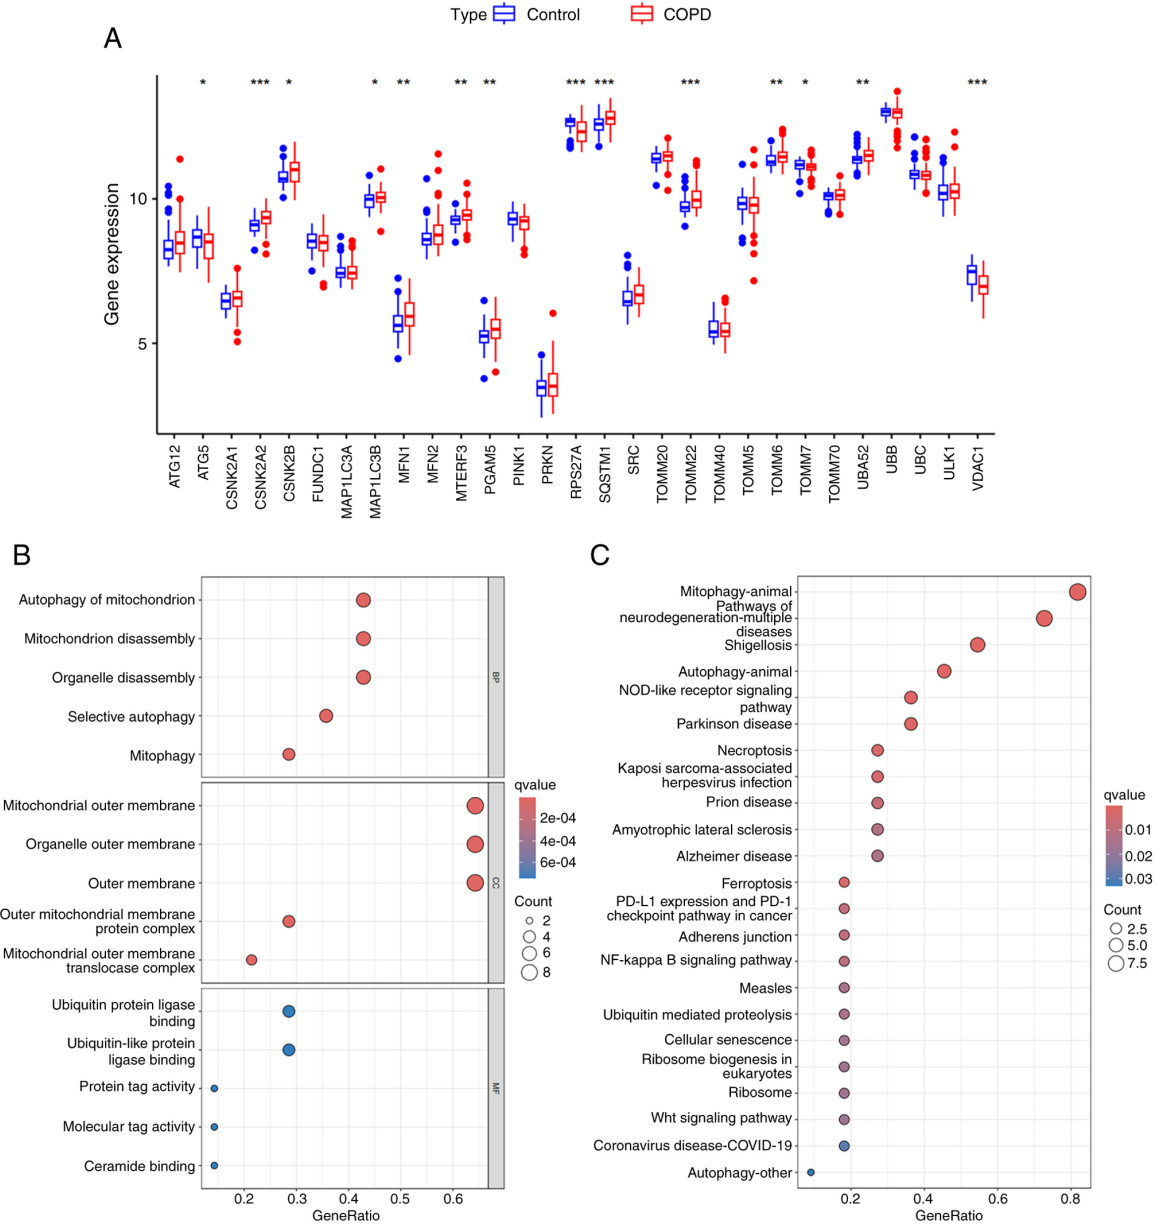 Type Control COPD
A
* *** * * ** ** ** *** *** *** ** * ** ***
Gene expression
10
5
ATG12 ATG5 CSNK2A1 CSNK2A2 CSNK2B FUNDC1 MAP1LC3A MAP1LC3B MFN1 MFN2 MTERF3 PGAM5 PINK1 PRKN RPS27A SQSTM1 SRC TOMM20 TOMM22 TOMM40 TOMM5 TOMM6 TOMM7 TOMM70 UBA52 UBB UBC ULK1 VDAC1
B
Autophagy of mitochondrion
Mitochondrion disassembly
Organelle disassembly
Selective autophagy
Mitophagy
BP
Mitochondrial outer membrane
Organelle outer membrane
Outer membrane
Outer mitochondrial membrane
protein complex
Mitochondrial outer membrane
translocase complex
CC
Ubiquitin protein ligase
binding
Ubiquitin-like protein
ligase binding
Protein tag activity
Molecular tag activity
Ceramide binding
MF
0.2 0.3 0.4 0.5 0.6
GeneRatio
qvalue
2e-04
4e-04
6e-04
Count
2
4
6
8
C
Mitophagy-animal
Pathways of
neurodegeneration-multiple
diseases
Shigellosis
Autophagy-animal
NOD-like receptor signaling
pathway
Parkinson disease
Necroptosis
Kaposi sarcoma-associated
herpesvirus infection
Prion disease
Amyotrophic lateral sclerosis
Alzheimer disease
Ferroptosis
PD-L1 expression and PD-1
checkpoint pathway in cancer
Adherens junction
NF-kappa B signaling pathway
Measles
Ubiquitin mediated proteolysis
Cellular senescence
Ribosome biogenesis in
eukaryotes
Ribosome
Wht signaling pathway
Coronavirus disease-COVID-19
Autophagy-other
0.2 0.4 0.6 0.8
GeneRatio
qvalue
0.01
0.02
0.03
Count
2.5
5.0
7.5